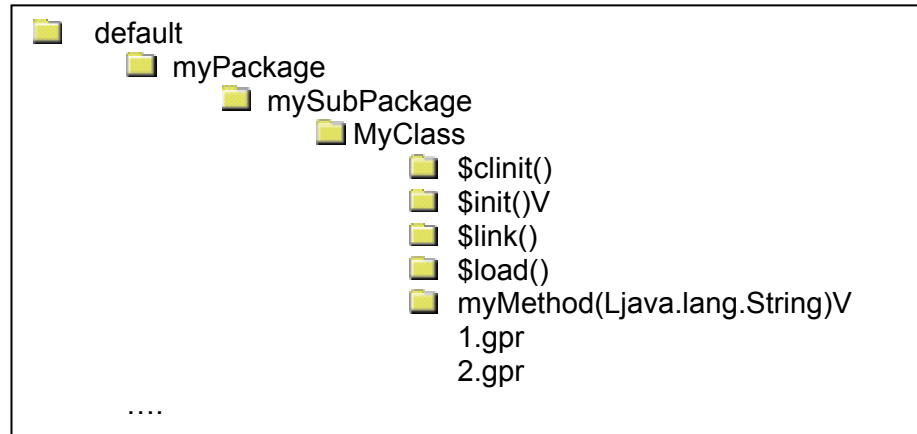 default
myPackage
mySubPackage
MyClass
$clinit()
$init()V
$link()
$load()
myMethod(Ljava.lang.String)V
1.gpr
2.gpr
….